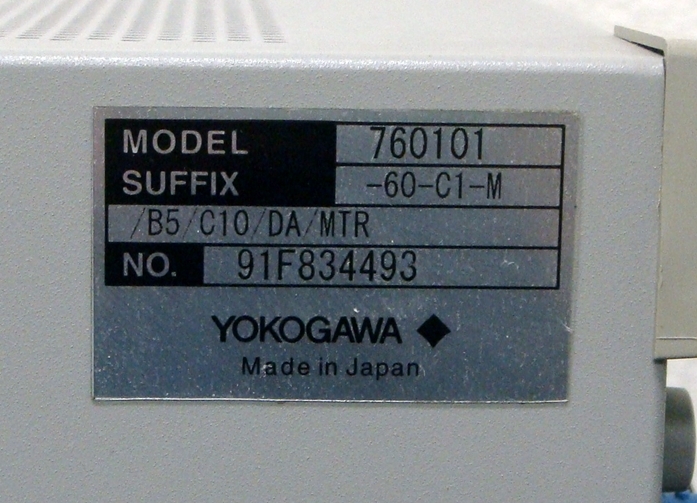 MODEL 760101
SUFFIX -60-C1-M
/B5/C10/DA/MTR
NO. 91F834493
YOKOGAWA
Made in Japan